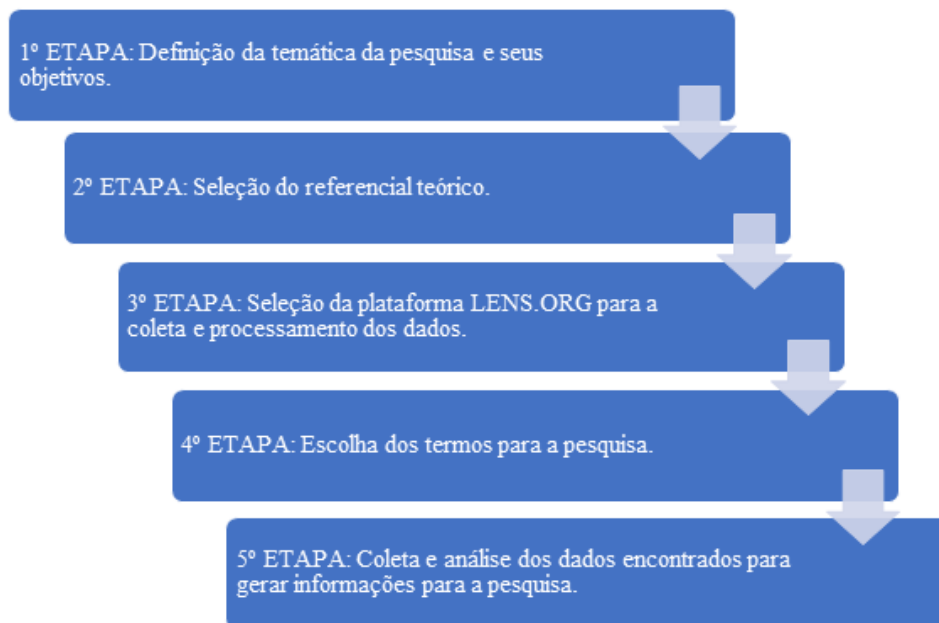 1º ETAPA: Definição da temática da pesquisa e seus
objetivos.
2º ETAPA: Seleção do referencial teórico.
3º ETAPA: Seleção da plataforma LENS.ORG para a
coleta e processamento dos dados.
4º ETAPA: Escolha dos termos para a pesquisa.
5º ETAPA: Coleta e análise dos dados encontrados para
gerar informações para a pesquisa.